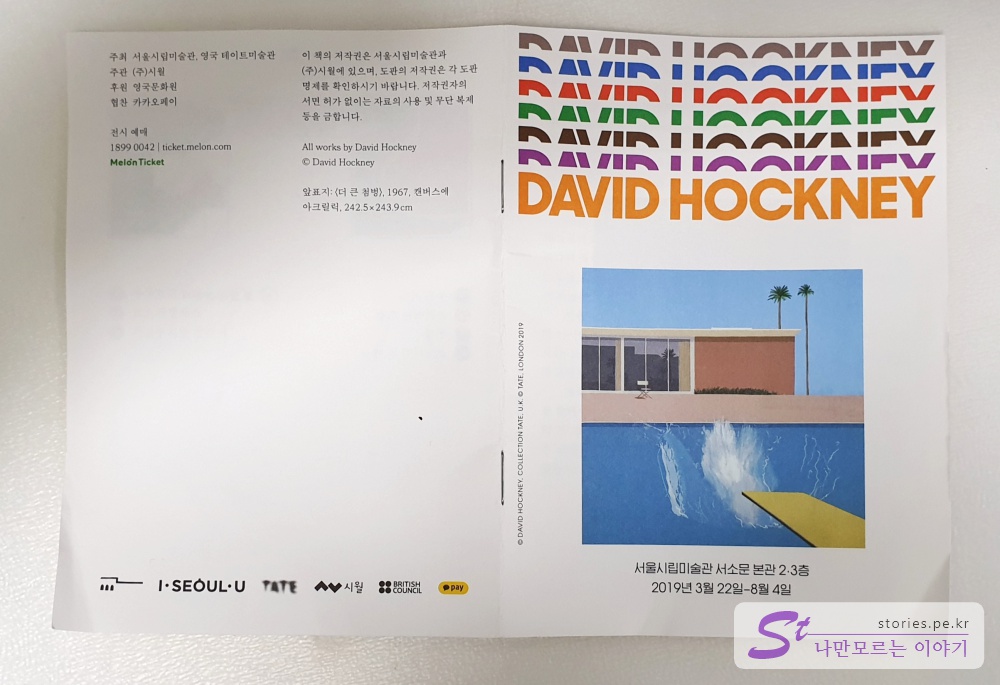 주최 서울시립미술관, 영국 테이트미술관
주관 (주)시월
후원 영국문화원
협찬 카카오페이
전시 예매
1899 0042 | ticket.melon.com
Melon Ticket
이 책의 저작권은 서울시립미술관과
(주)시월에 있으며, 도판의 저작권은 각 도판
명제를 확인하시기 바랍니다. 저작권자의
서면 허가 없이는 자료의 사용 및 무단 복제
등을 금합니다.
All works by David Hockney
© David Hockney
앞표지: 〈더 큰 첨벙〉, 1967, 캔버스에
아크릴릭, 242.5×243.9cm
I·SEOUL·U
TATE
시월
BRITISH
COUNCIL
pay
DAVID HOCKNEY
DAVID HOCKNEY
DAVID HOCKNEY
DAVID HOCKNEY
DAVID HOCKNEY
DAVID HOCKNEY
DAVID HOCKNEY
© DAVID HOCKNEY. COLLECTION TATE, U.K. © TATE, LONDON 2019
서울시립미술관 서소문 본관 2·3층
2019년 3월 22일–8월 4일
St
stories.pe.kr
나만모르는 이야기